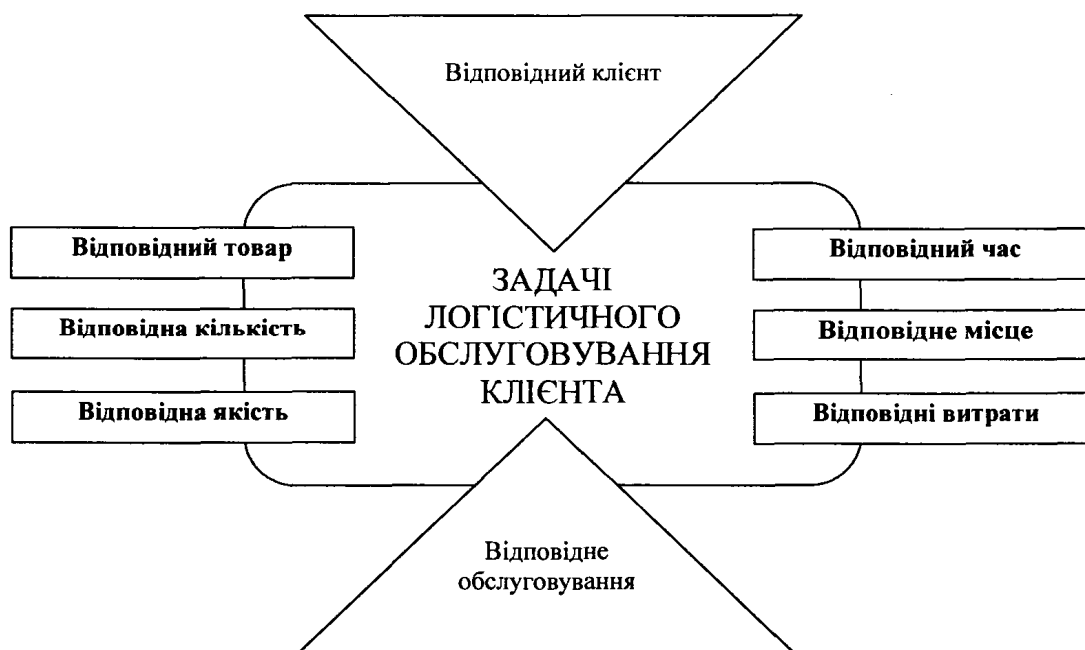 Відповідний клієнт
Відповідний товар
Відповідна кількість
Відповідна якість
ЗАДАЧІ
ЛОГІСТИЧНОГО
ОБСЛУГОВУВАННЯ
КЛІЄНТА
Відповідний час
Відповідне місце
Відповідні витрати
Відповідне
обслуговування